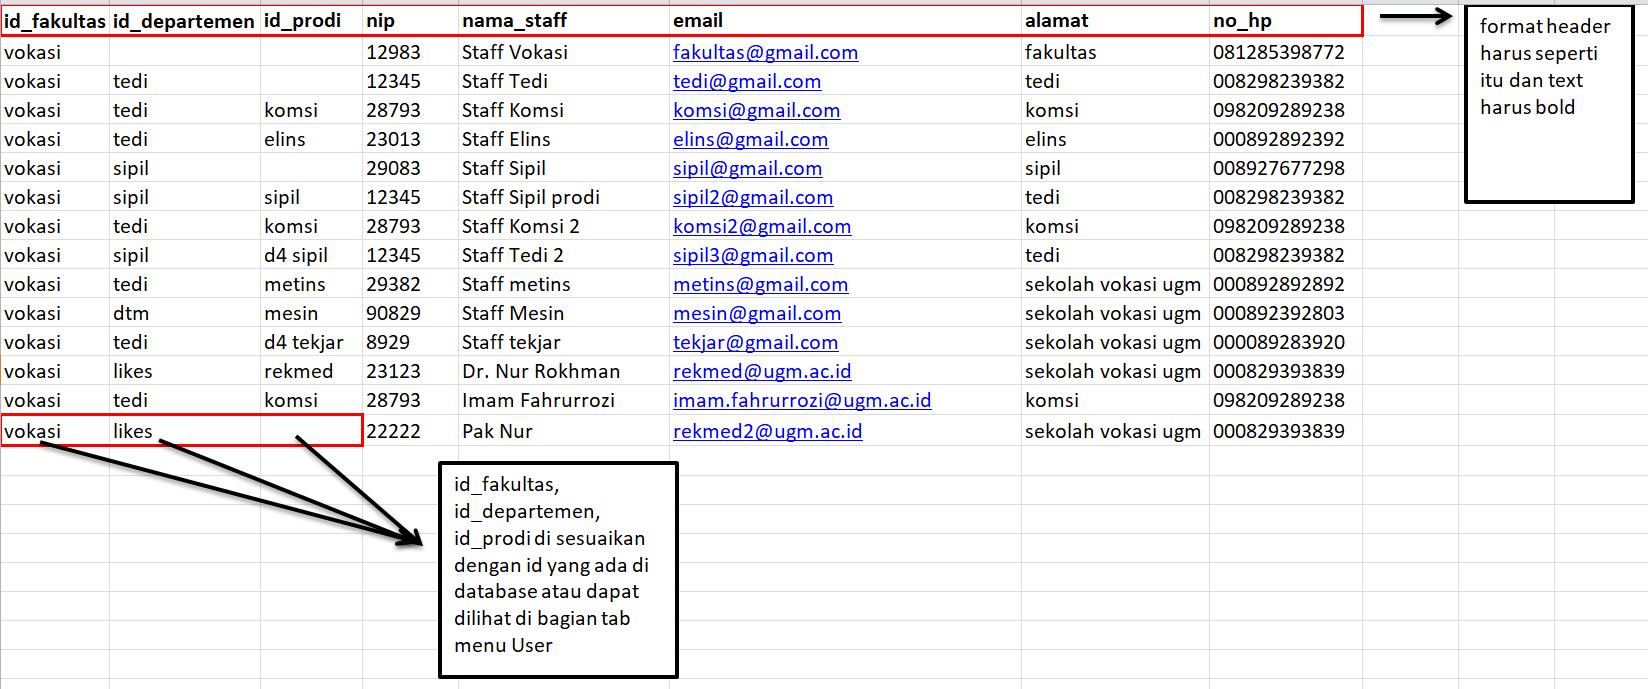 id_fakultas id_departemen id_prodi nip nama_staff email alamat no_hp
vokasi 12983 Staff Vokasi fakultas@gmail.com fakultas 081285398772
vokasi tedi 12345 Staff Tedi tedi@gmail.com tedi 008298239382
vokasi tedi komsi 28793 Staff Komsi komsi@gmail.com komsi 098209289238
vokasi tedi elins 23013 Staff Elins elins@gmail.com elins 000892892392
vokasi sipil 29083 Staff Sipil sipil@gmail.com sipil 008927677298
vokasi sipil sipil 12345 Staff Sipil prodi sipil2@gmail.com tedi 008298239382
vokasi tedi komsi 28793 Staff Komsi 2 komsi2@gmail.com komsi 098209289238
vokasi sipil d4 sipil 12345 Staff Tedi 2 sipil3@gmail.com tedi 008298239382
vokasi tedi metins 29382 Staff metins metins@gmail.com sekolah vokasi ugm 000892892892
vokasi dtm mesin 90829 Staff Mesin mesin@gmail.com sekolah vokasi ugm 000892392803
vokasi tedi d4 tekjar 8929 Staff tekjar tekjar@gmail.com sekolah vokasi ugm 000089283920
vokasi likes rekmed 23123 Dr. Nur Rokhman rekmed@ugm.ac.id sekolah vokasi ugm 000829393839
vokasi tedi komsi 28793 Imam Fahrurrozi imam.fahrurrozi@ugm.ac.id komsi 098209289238
vokasi likes 22222 Pak Nur rekmed2@ugm.ac.id sekolah vokasi ugm 000829393839
format header
harus seperti
itu dan text
harus bold
id_fakultas,
id_departemen,
id_prodi di sesuaikan
dengan id yang ada di
database atau dapat
dilihat di bagian tab
menu User